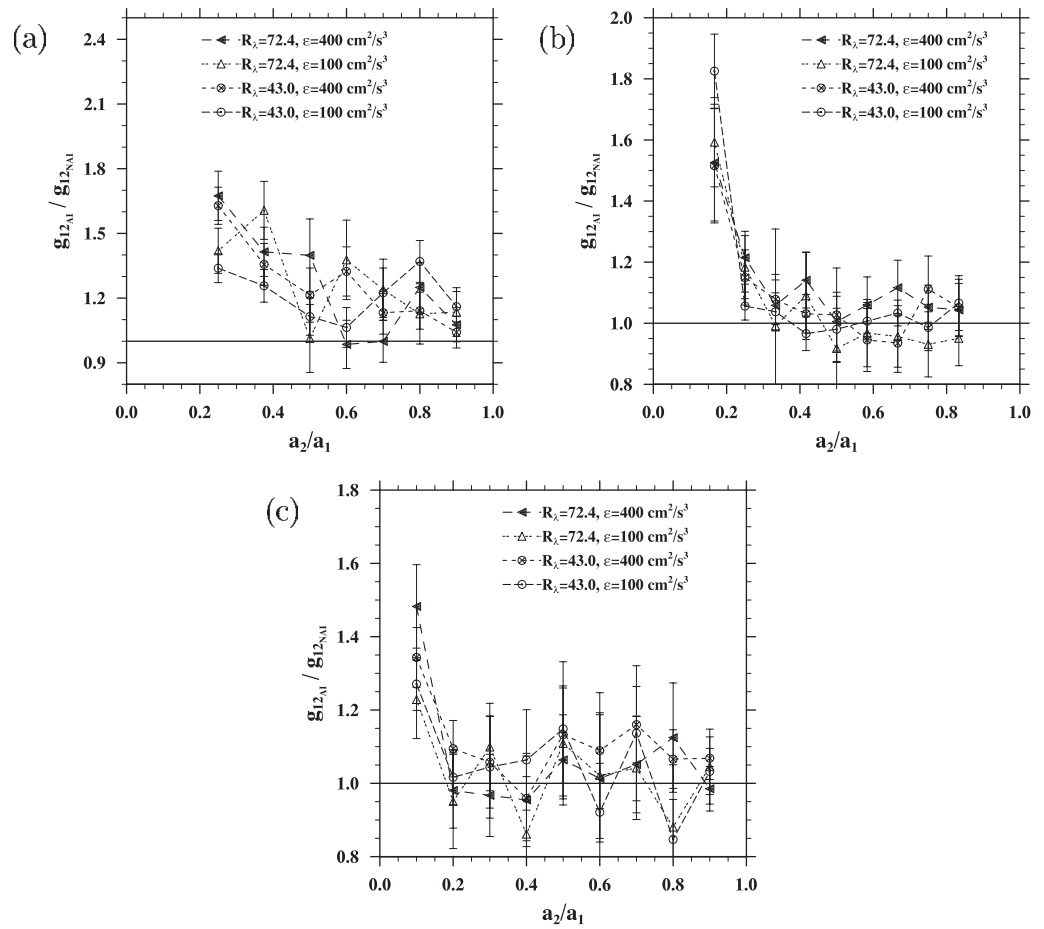 (a)
2.4
2.1
1.8
1.5
1.2
0.9
g12AI / g12NAI
Rλ=72.4, ε=400 cm²/s³
Rλ=72.4, ε=100 cm²/s³
Rλ=43.0, ε=400 cm²/s³
Rλ=43.0, ε=100 cm²/s³
0.0 0.2 0.4 0.6 0.8 1.0
a₂/a₁
(b)
2.0
1.8
1.6
1.4
1.2
1.0
0.8
g12AI / g12NAI
Rλ=72.4, ε=400 cm²/s³
Rλ=72.4, ε=100 cm²/s³
Rλ=43.0, ε=400 cm²/s³
Rλ=43.0, ε=100 cm²/s³
0.0 0.2 0.4 0.6 0.8 1.0
a₂/a₁
(c)
1.8
1.6
1.4
1.2
1.0
0.8
g12AI / g12NAI
Rλ=72.4, ε=400 cm²/s³
Rλ=72.4, ε=100 cm²/s³
Rλ=43.0, ε=400 cm²/s³
Rλ=43.0, ε=100 cm²/s³
0.0 0.2 0.4 0.6 0.8 1.0
a₂/a₁